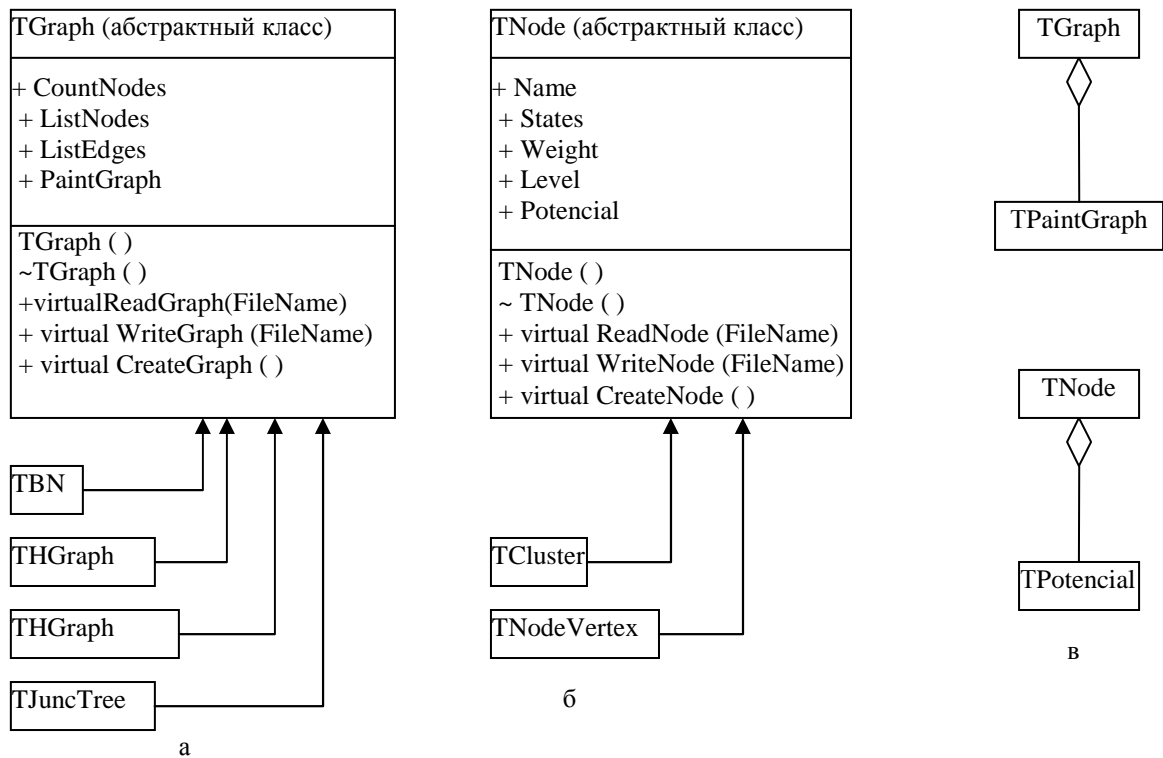 TGraph (абстрактный класс)
+ CountNodes
+ ListNodes
+ ListEdges
+ PaintGraph
TGraph ( )
~TGraph ( )
+virtualReadGraph(FileName)
+ virtual WriteGraph (FileName)
+ virtual CreateGraph ( )
TBN
THGraph
THGraph
TJuncTree
а
TNode (абстрактный класс)
+ Name
+ States
+ Weight
+ Level
+ Potencial
TNode ( )
~ TNode ( )
+ virtual ReadNode (FileName)
+ virtual WriteNode (FileName)
+ virtual CreateNode ( )
TCluster
TNodeVertex
б
TGraph
TPaintGraph
TNode
TPotencial
в